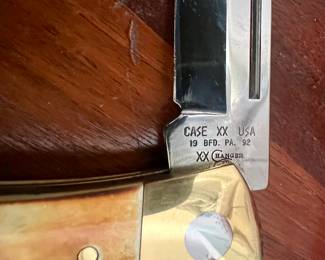 CASE XX USA
19 BFD. PA. 92
XX CHANGER